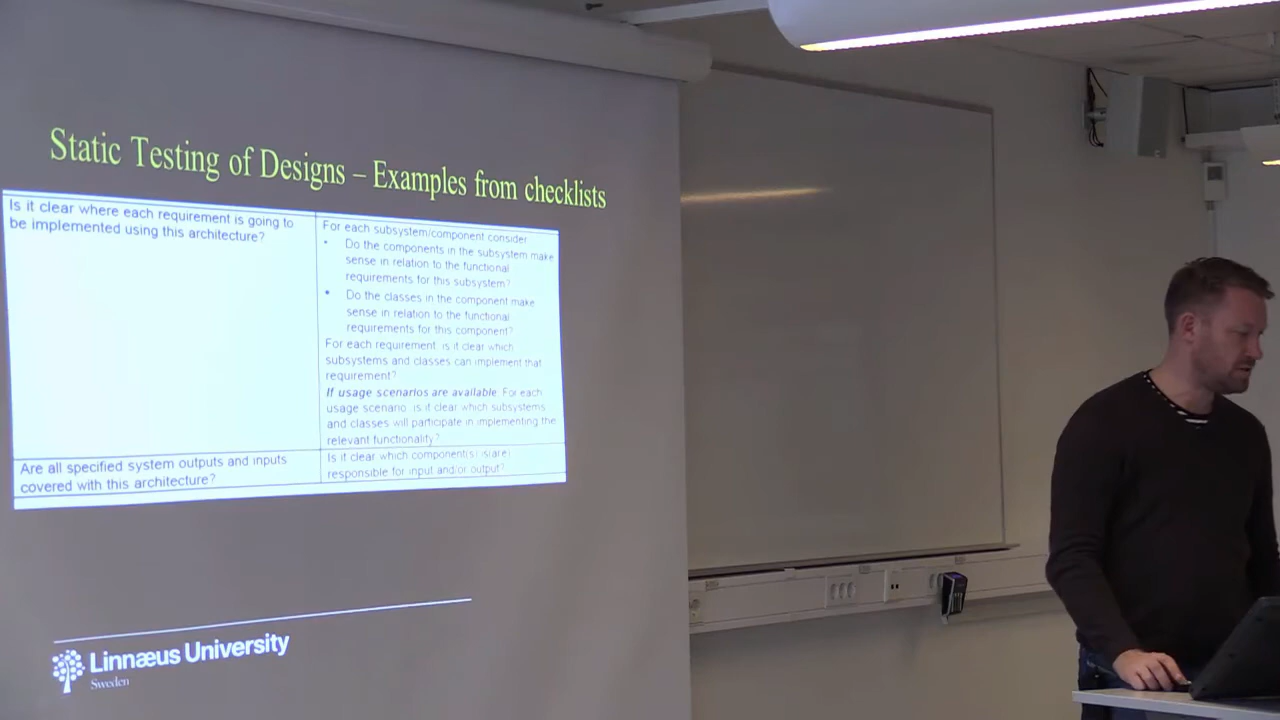 Static Testing of Designs – Examples from checklists
Is it clear where each requirement is going to
be implemented using this architecture?
For each subsystem/component consider
• Do the components in the subsystem make
sense in relation to the functional
requirements for this subsystem?
• Do the classes in the component make
sense in relation to the functional
requirements for this component?
For each requirement is it clear which
subsystems and classes can implement that
requirement?
If usage scenarios are available: For each
usage scenario is it clear which subsystems
and classes will participate in implementing the
relevant functionality?
Are all specified system outputs and inputs
covered with this architecture?
Is it clear which component(s) is(are)
responsible for input and/or output?
Linnæus University
Sweden